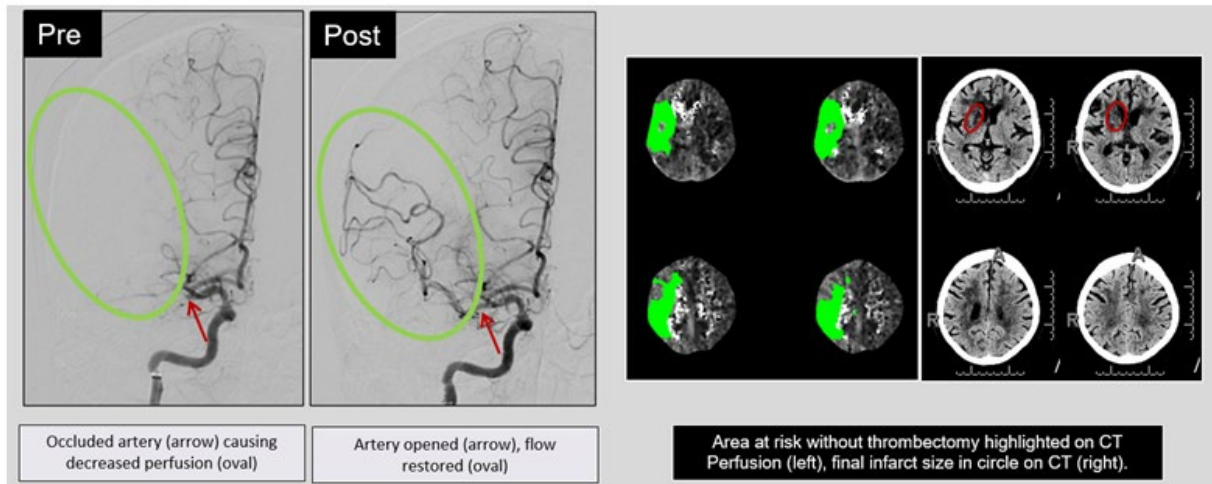 Pre
Post
A
A
R
R
A
A
R
R
Occluded artery (arrow) causing
decreased perfusion (oval)
Artery opened (arrow), flow
restored (oval)
Area at risk without thrombectomy highlighted on CT
Perfusion (left), final infarct size in circle on CT (right).